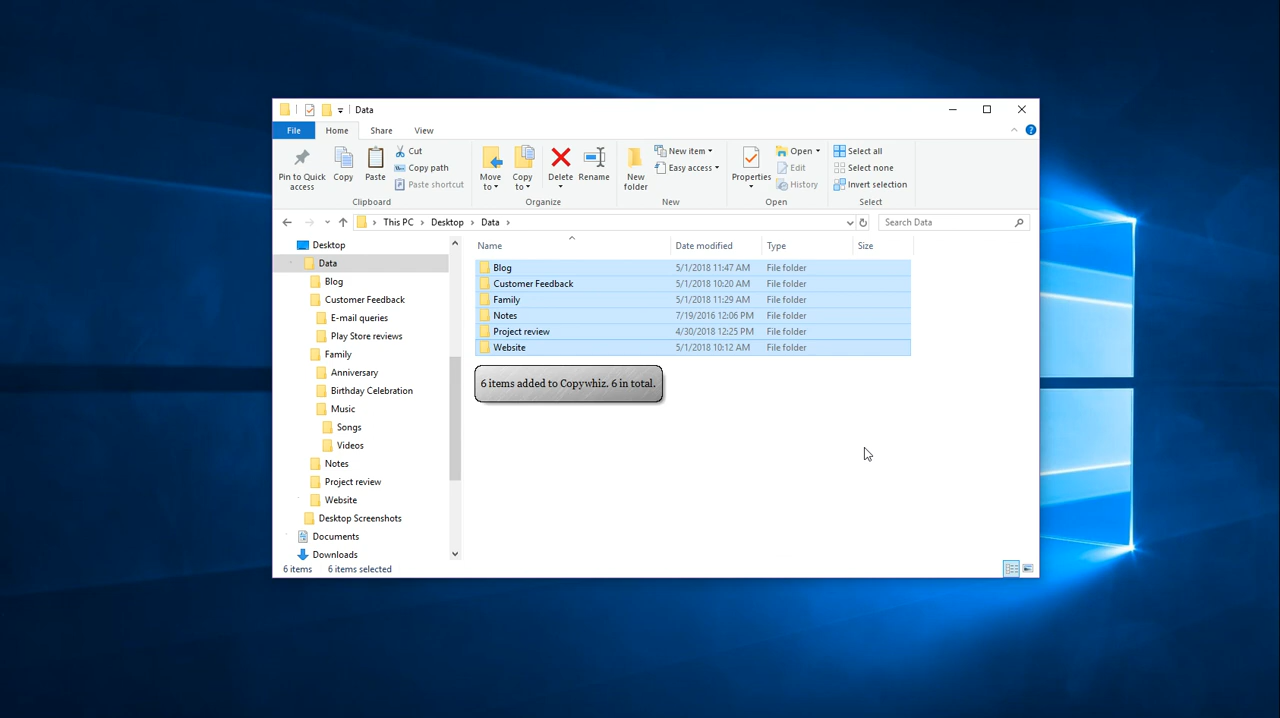 Data
File Home Share View
Pin to Quick access
Copy
Paste
Cut
Copy path
Paste shortcut
Clipboard
Move to
Copy to
Delete
Rename
Organize
New folder
New item
Easy access
New
Properties
Open
Edit
History
Open
Select all
Select none
Invert selection
Select
This PC > Desktop > Data >
Search Data
Desktop
Data
Blog
Customer Feedback
E-mail queries
Play Store reviews
Family
Anniversary
Birthday Celebration
Music
Songs
Videos
Notes
Project review
Website
Desktop Screenshots
Documents
Downloads
Name Date modified Type Size
Blog 5/1/2018 11:47 AM File folder
Customer Feedback 5/1/2018 10:20 AM File folder
Family 5/1/2018 11:29 AM File folder
Notes 7/19/2016 12:06 PM File folder
Project review 4/30/2018 12:25 PM File folder
Website 5/1/2018 10:12 AM File folder
6 items added to Copywhiz. 6 in total.
6 items 6 items selected